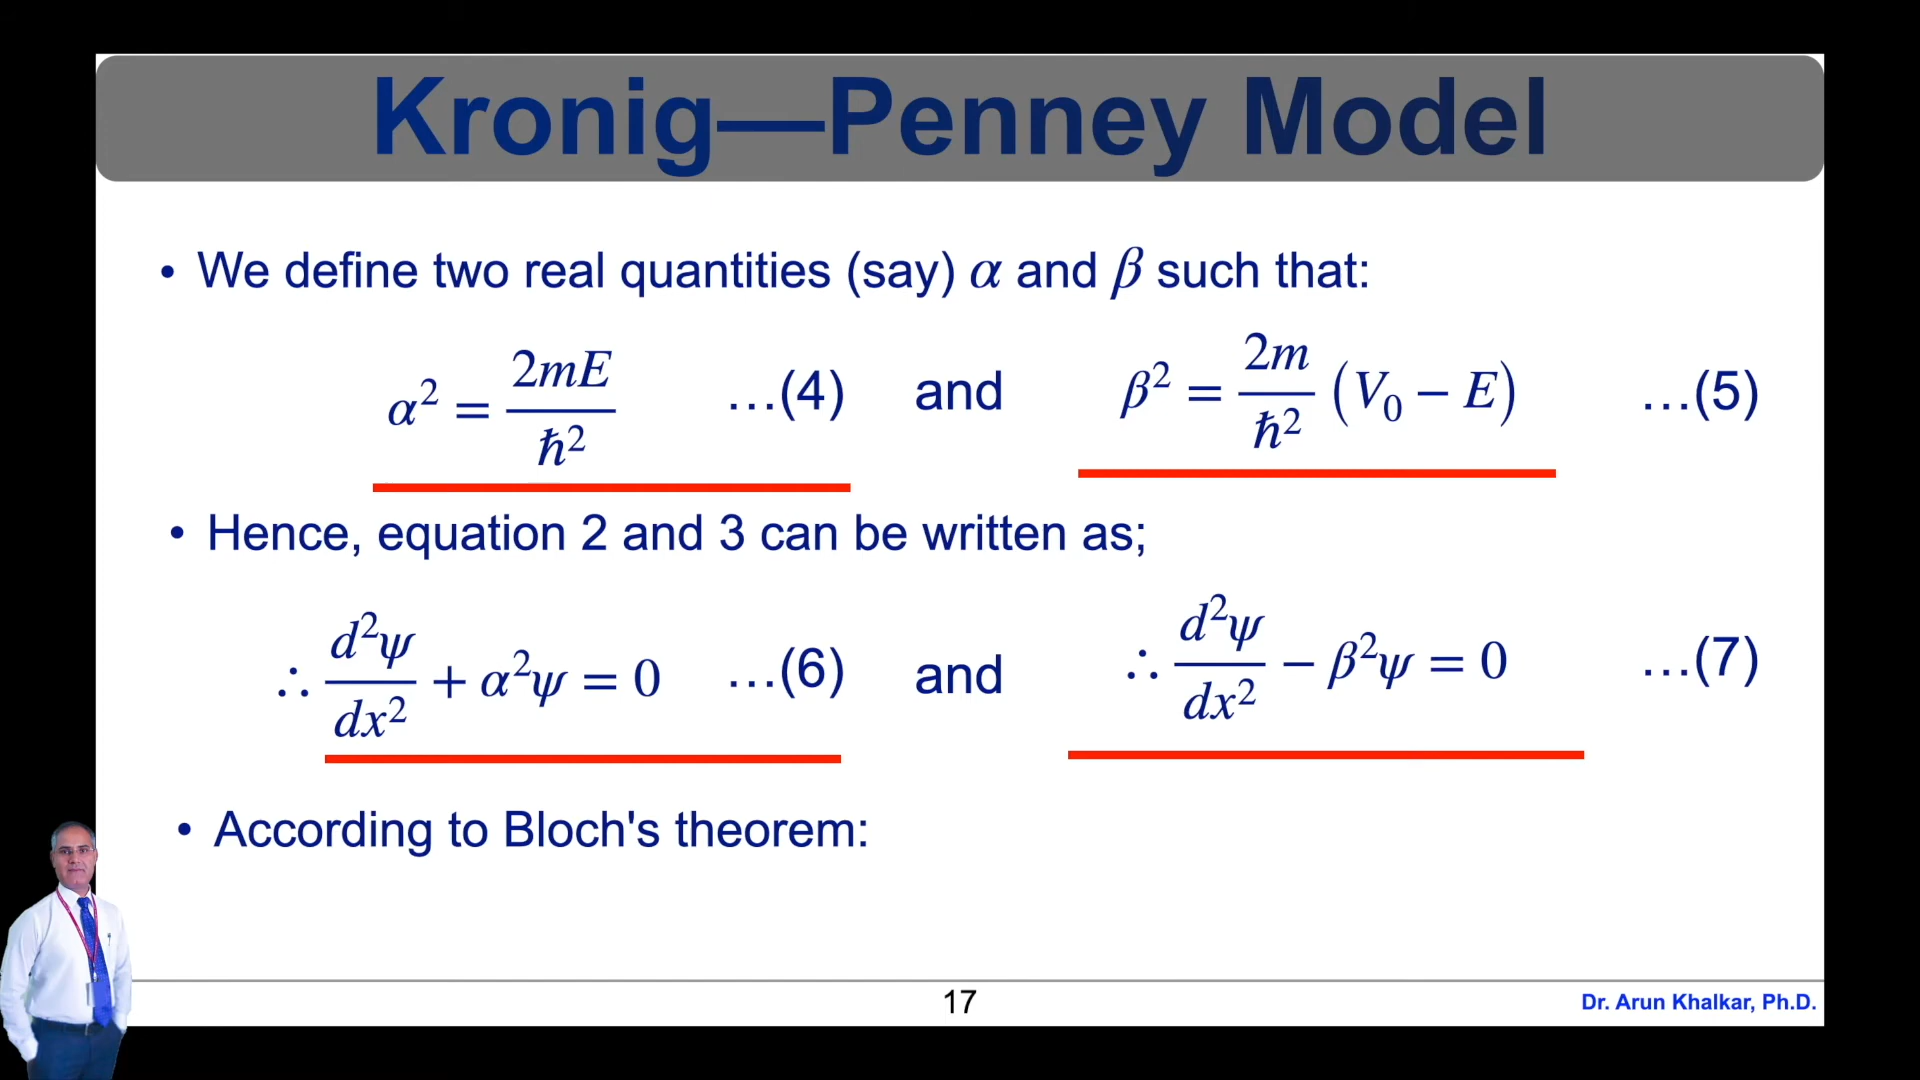 Kronig—Penney Model
• We define two real quantities (say) α and β such that:
α² = 2mE/ħ² …(4) and β² = 2m/ħ² (V₀ − E) …(5)
• Hence, equation 2 and 3 can be written as;
∴ d²ψ/dx² + α²ψ = 0 …(6) and ∴ d²ψ/dx² − β²ψ = 0 …(7)
• According to Bloch's theorem:
17
Dr. Arun Khalkar, Ph.D.